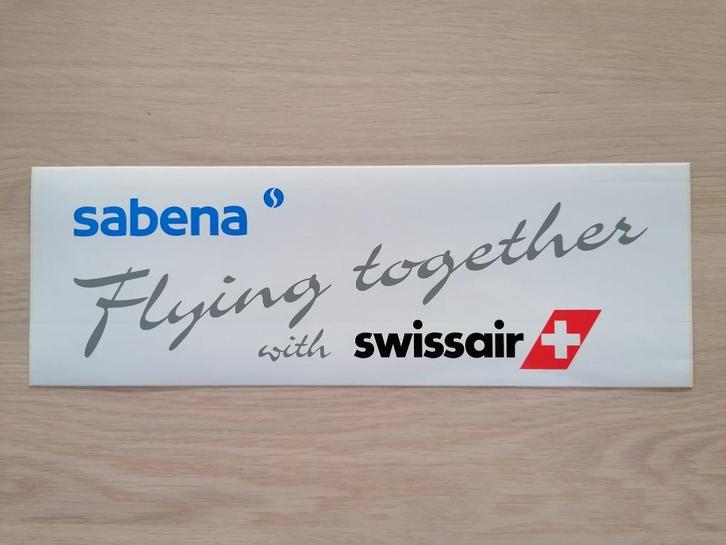 sabena
Flying together
with swissair